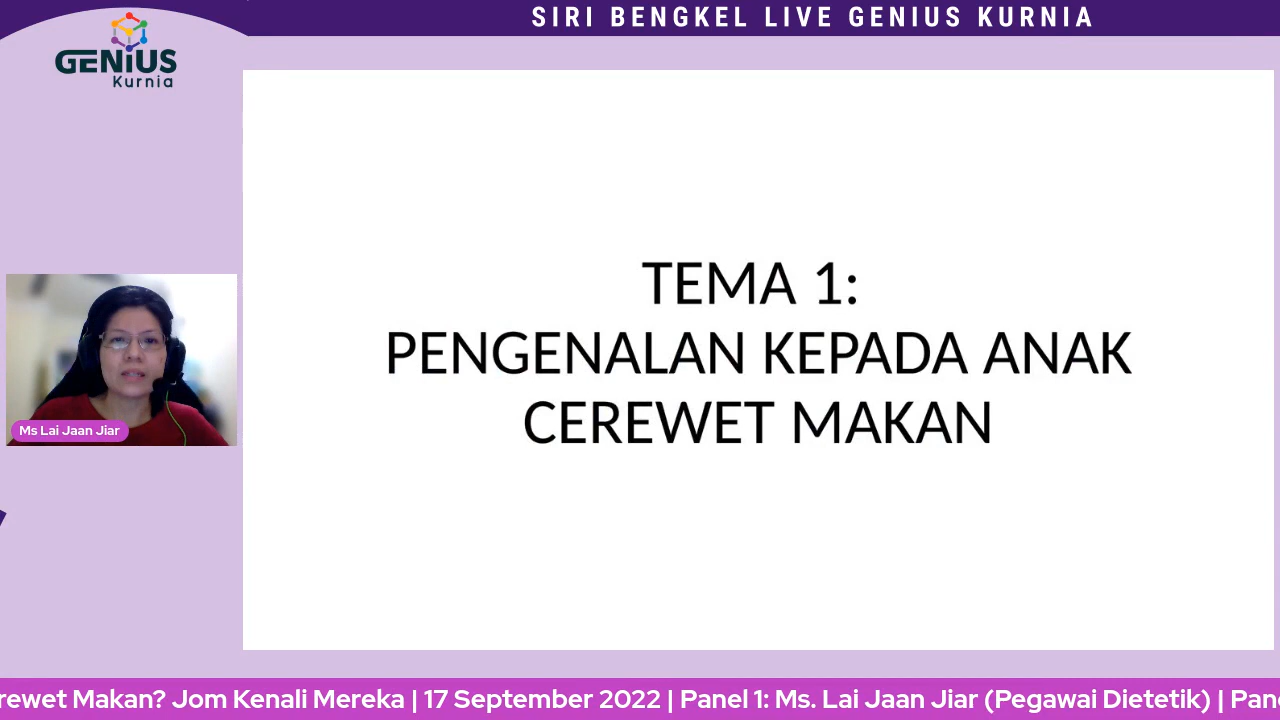 SIRI BENGKEL LIVE GENIUS KURNIA
GENIUS
Kurnia
TEMA 1:
PENGENALAN KEPADA ANAK
CEREWET MAKAN
Ms Lai Jaan Jiar
rewet Makan? Jom Kenali Mereka | 17 September 2022 | Panel 1: Ms. Lai Jaan Jiar (Pegawai Dietetik) | Pan